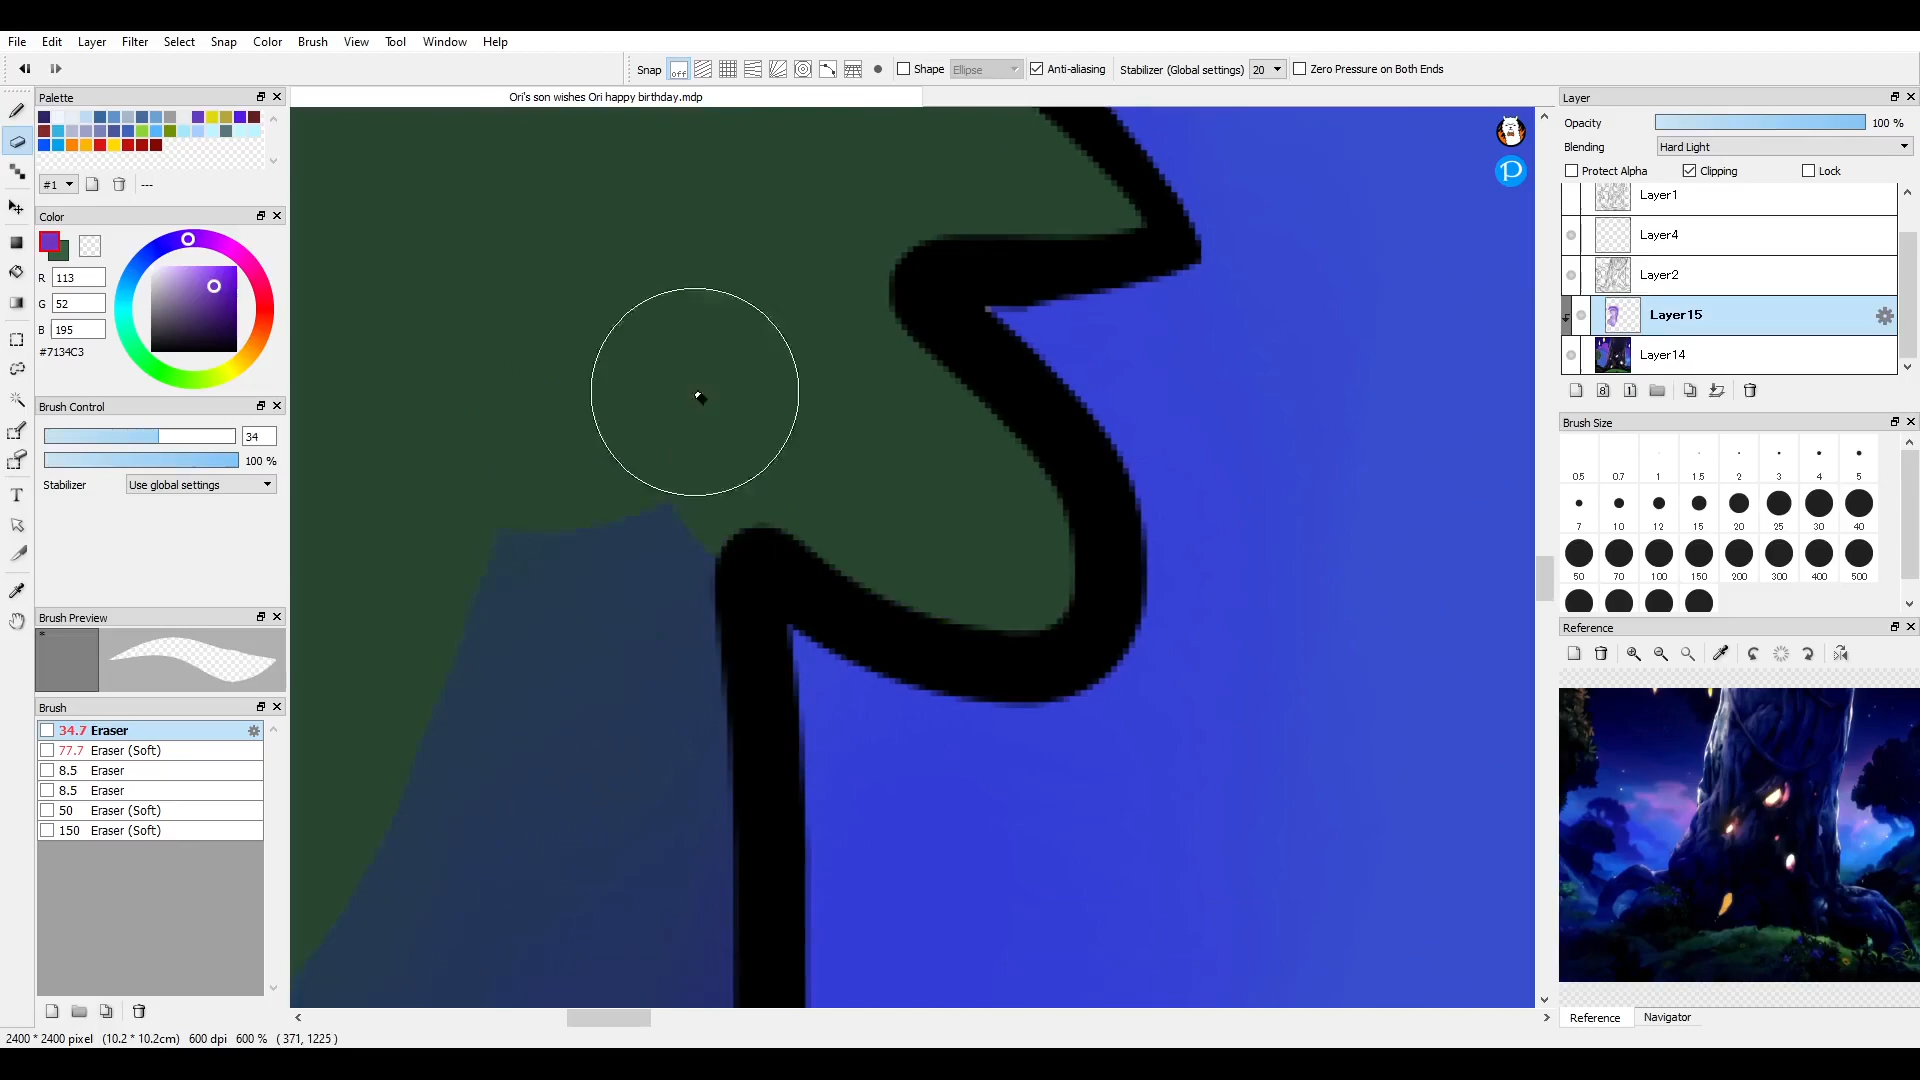 File Edit Layer Filter Select Snap Color Brush View Tool Window Help
Snap off Shape Ellipse Anti-aliasing Stabilizer (Global settings) 20 Zero Pressure on Both Ends
Palette
Ori's son wishes Ori happy birthday.mdp
#1 ---
Color
R 113
G 52
B 195
#7134C3
Brush Control
34
100 %
Stabilizer Use global settings
Brush Preview
*
Brush
34.7 Eraser
77.7 Eraser (Soft)
8.5 Eraser
8.5 Eraser
50 Eraser (Soft)
150 Eraser (Soft)
P
Layer
Opacity 100 %
Blending Hard Light
Protect Alpha Clipping Lock
Layer1
Layer4
Layer2
Layer15
Layer14
8 1
Brush Size
0.5 0.7 1 1.5 2 3 4 5
7 10 12 15 20 25 30 40
50 70 100 150 200 300 400 500
Reference
Reference Navigator
T
2400 * 2400 pixel (10.2 * 10.2cm) 600 dpi 600 % ( 371, 1225 )